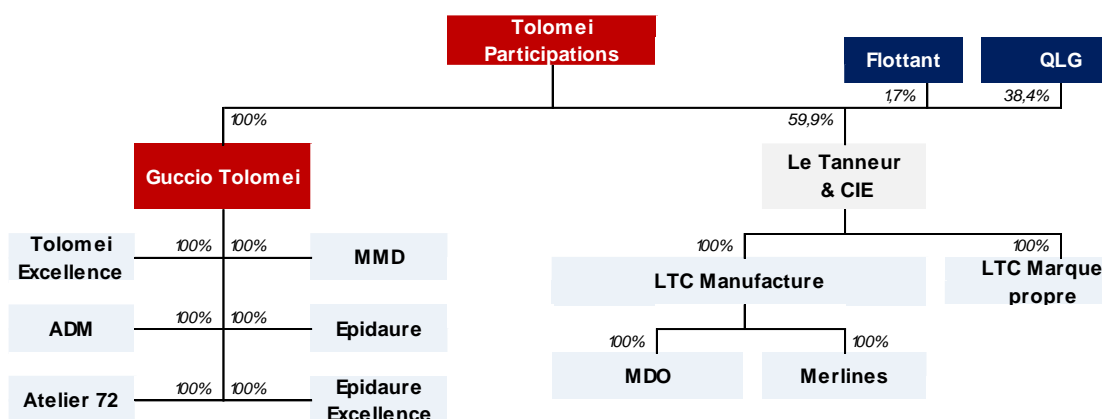 Tolomei
Participations
Flottant
QLG
1,7%
38,4%
100%
59,9%
Guccio Tolomei
Le Tanneur
& CIE
Tolomei
Excellence
100%
100%
MMD
100%
100%
LTC Manufacture
LTC Marque
propre
ADM
100%
100%
Epidaure
100%
100%
MDO
Merlines
Atelier 72
100%
100%
Epidaure
Excellence